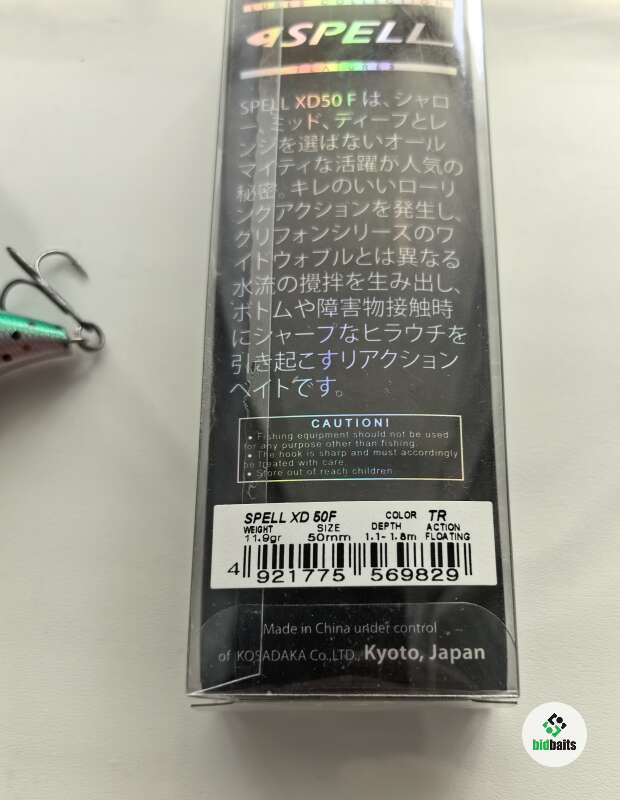 LURES COLLECTION
SPELL
FEATURES
SPELL XD50 F は、シャロ
ー、ミッド、ディープとレ
ンジを選ばないオール
マイティな活躍が人気の
秘密。キレのいいローリ
ングアクションを発生し、
グリフォンシリーズのワ
イドウォブルとは異なる
水流の攪拌を生み出し、
ボトムや障害物接触時
にシャープなヒラウチを
引き起こすリアクション
ベイトです。
CAUTION!
• Fishing equipment should not be used
for any purpose other than fishing.
• The hook is sharp and must accordingly
be treated with care.
• Store out of reach children.
SPELL XD 50F COLOR TR
WEIGHT SIZE DEPTH ACTION
11.9gr 50mm 1.1- 1.8m FLOATING
4 921775 569829
Made in China under control
of KOSADAKA Co.,LTD., Kyoto, Japan
bidbaits